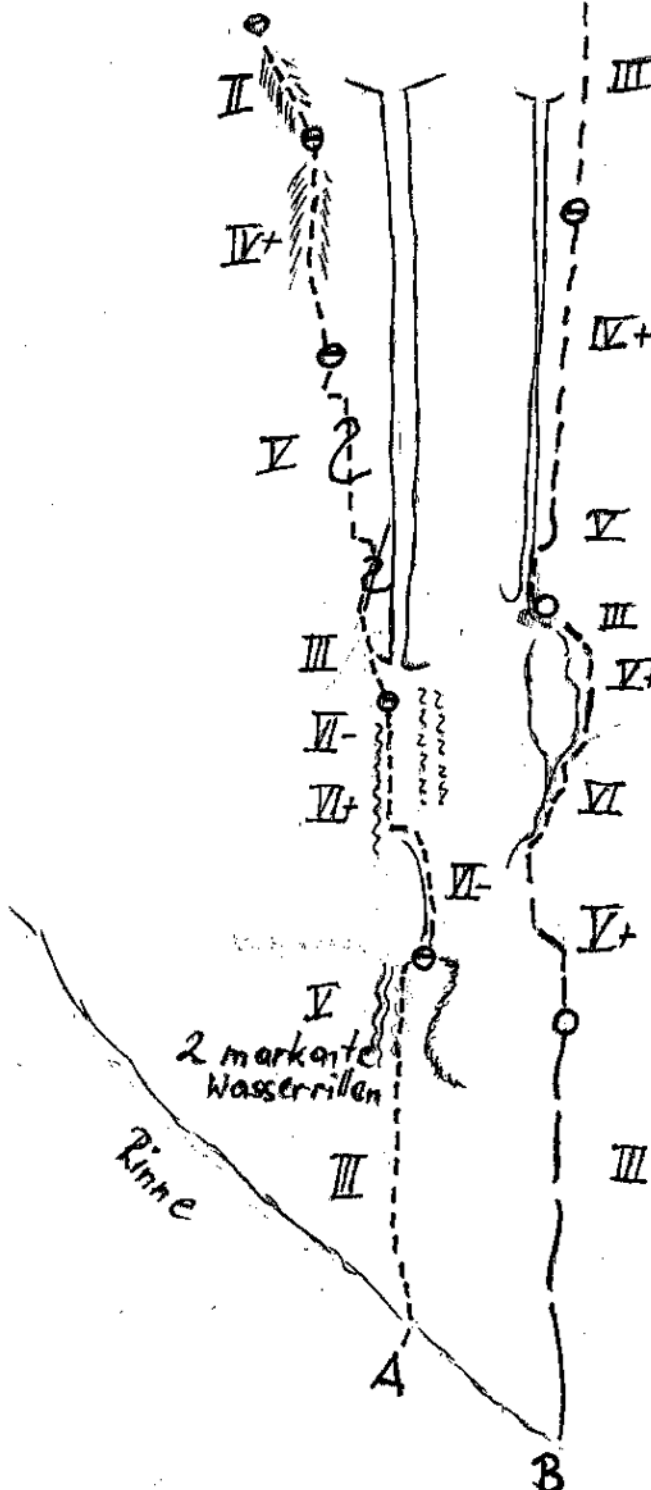 III
II
IV+
IV+
V
V
III
III
V+
VI-
VI+
VI
VI-
V+
V
2 markante
Wasserrillen
Rinne
III
III
A
B